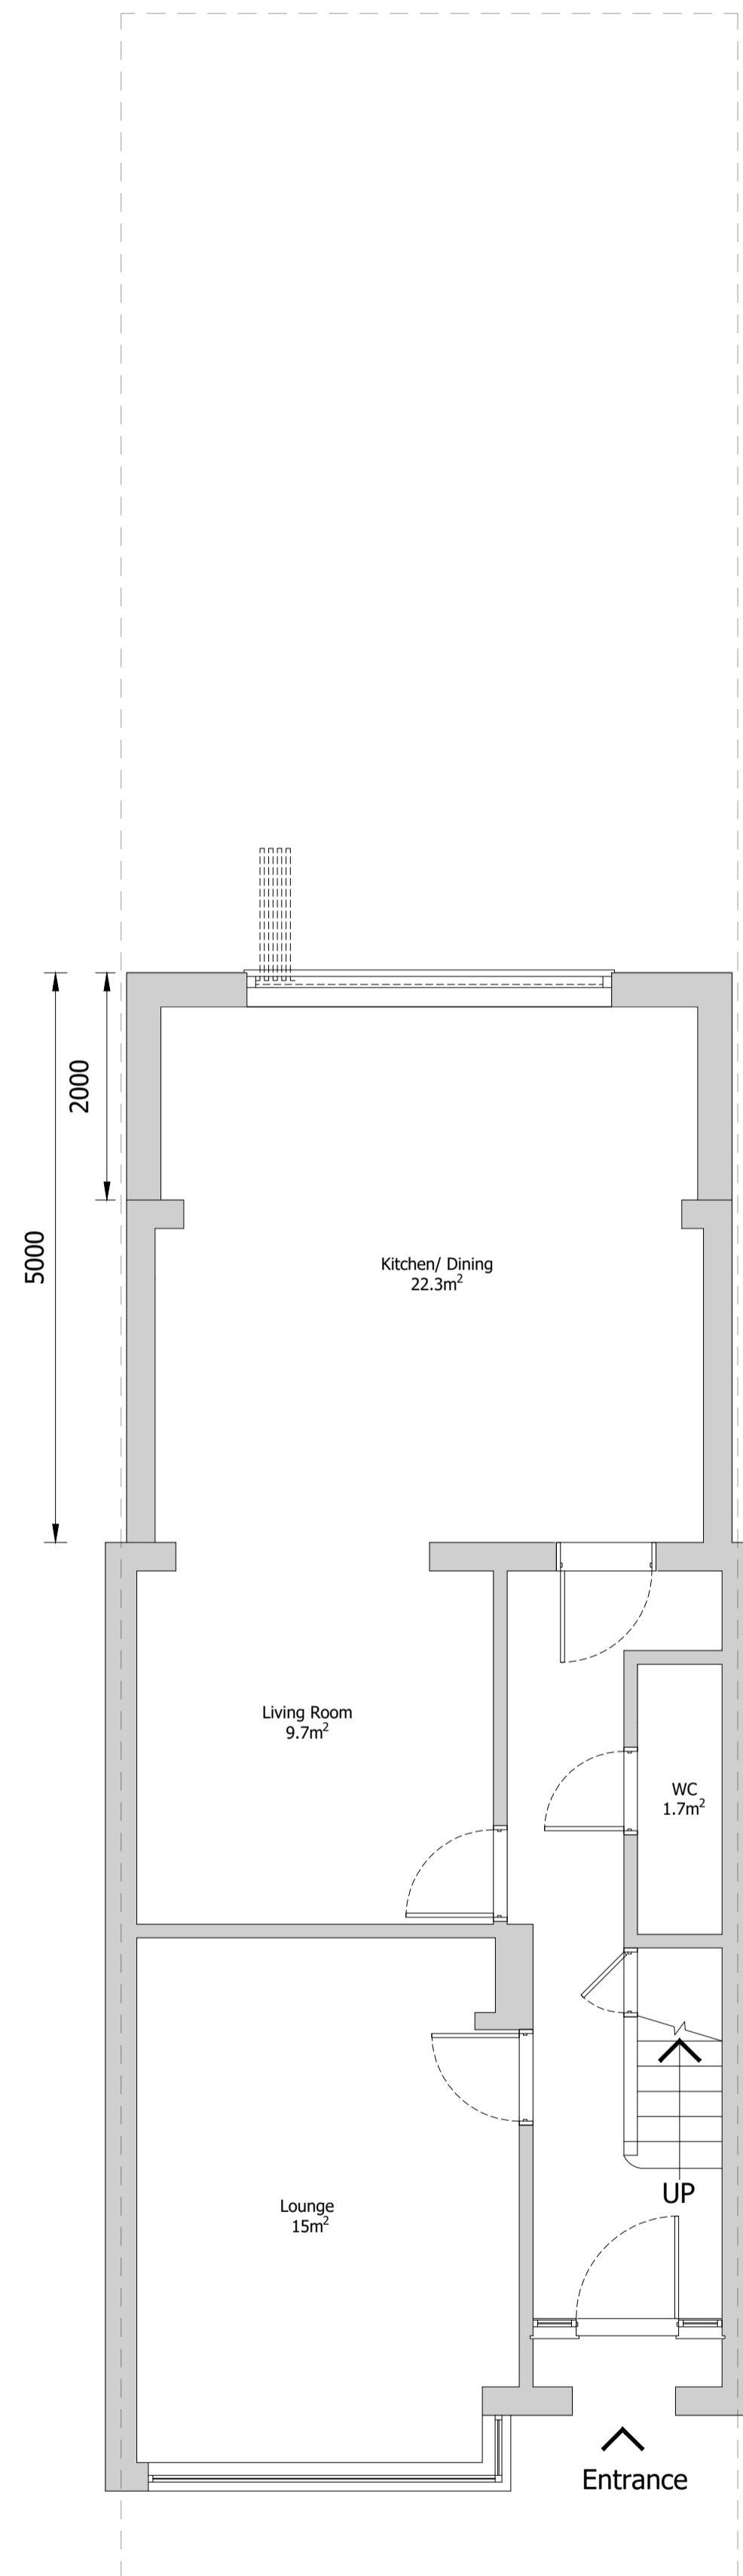 2000
5000
Kitchen/ Dining
22.3m²
Living Room
9.7m²
WC
1.7m²
Lounge
15m²
UP
Entrance